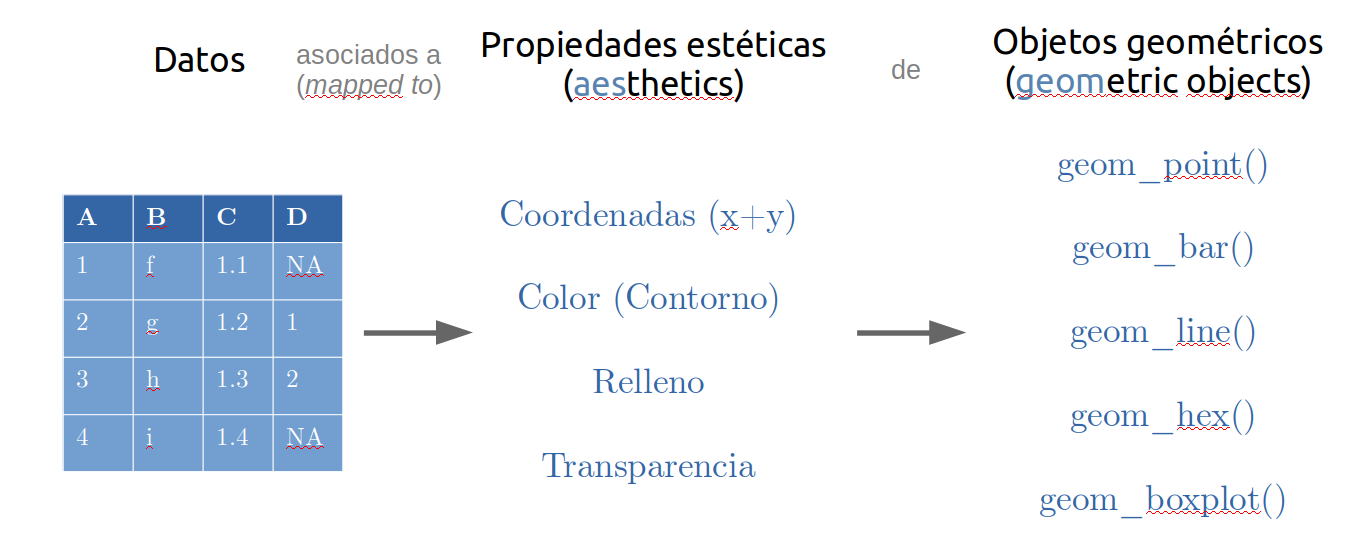 Datos
asociados a
(mapped to)
Propiedades estéticas
(aesthetics)
de
Objetos geométricos
(geometric objects)
A B C D
1 f 1.1 NA
2 g 1.2 1
3 h 1.3 2
4 i 1.4 NA
Coordenadas (x+y)
Color (Contorno)
Relleno
Transparencia
geom_point()
geom_bar()
geom_line()
geom_hex()
geom_boxplot()